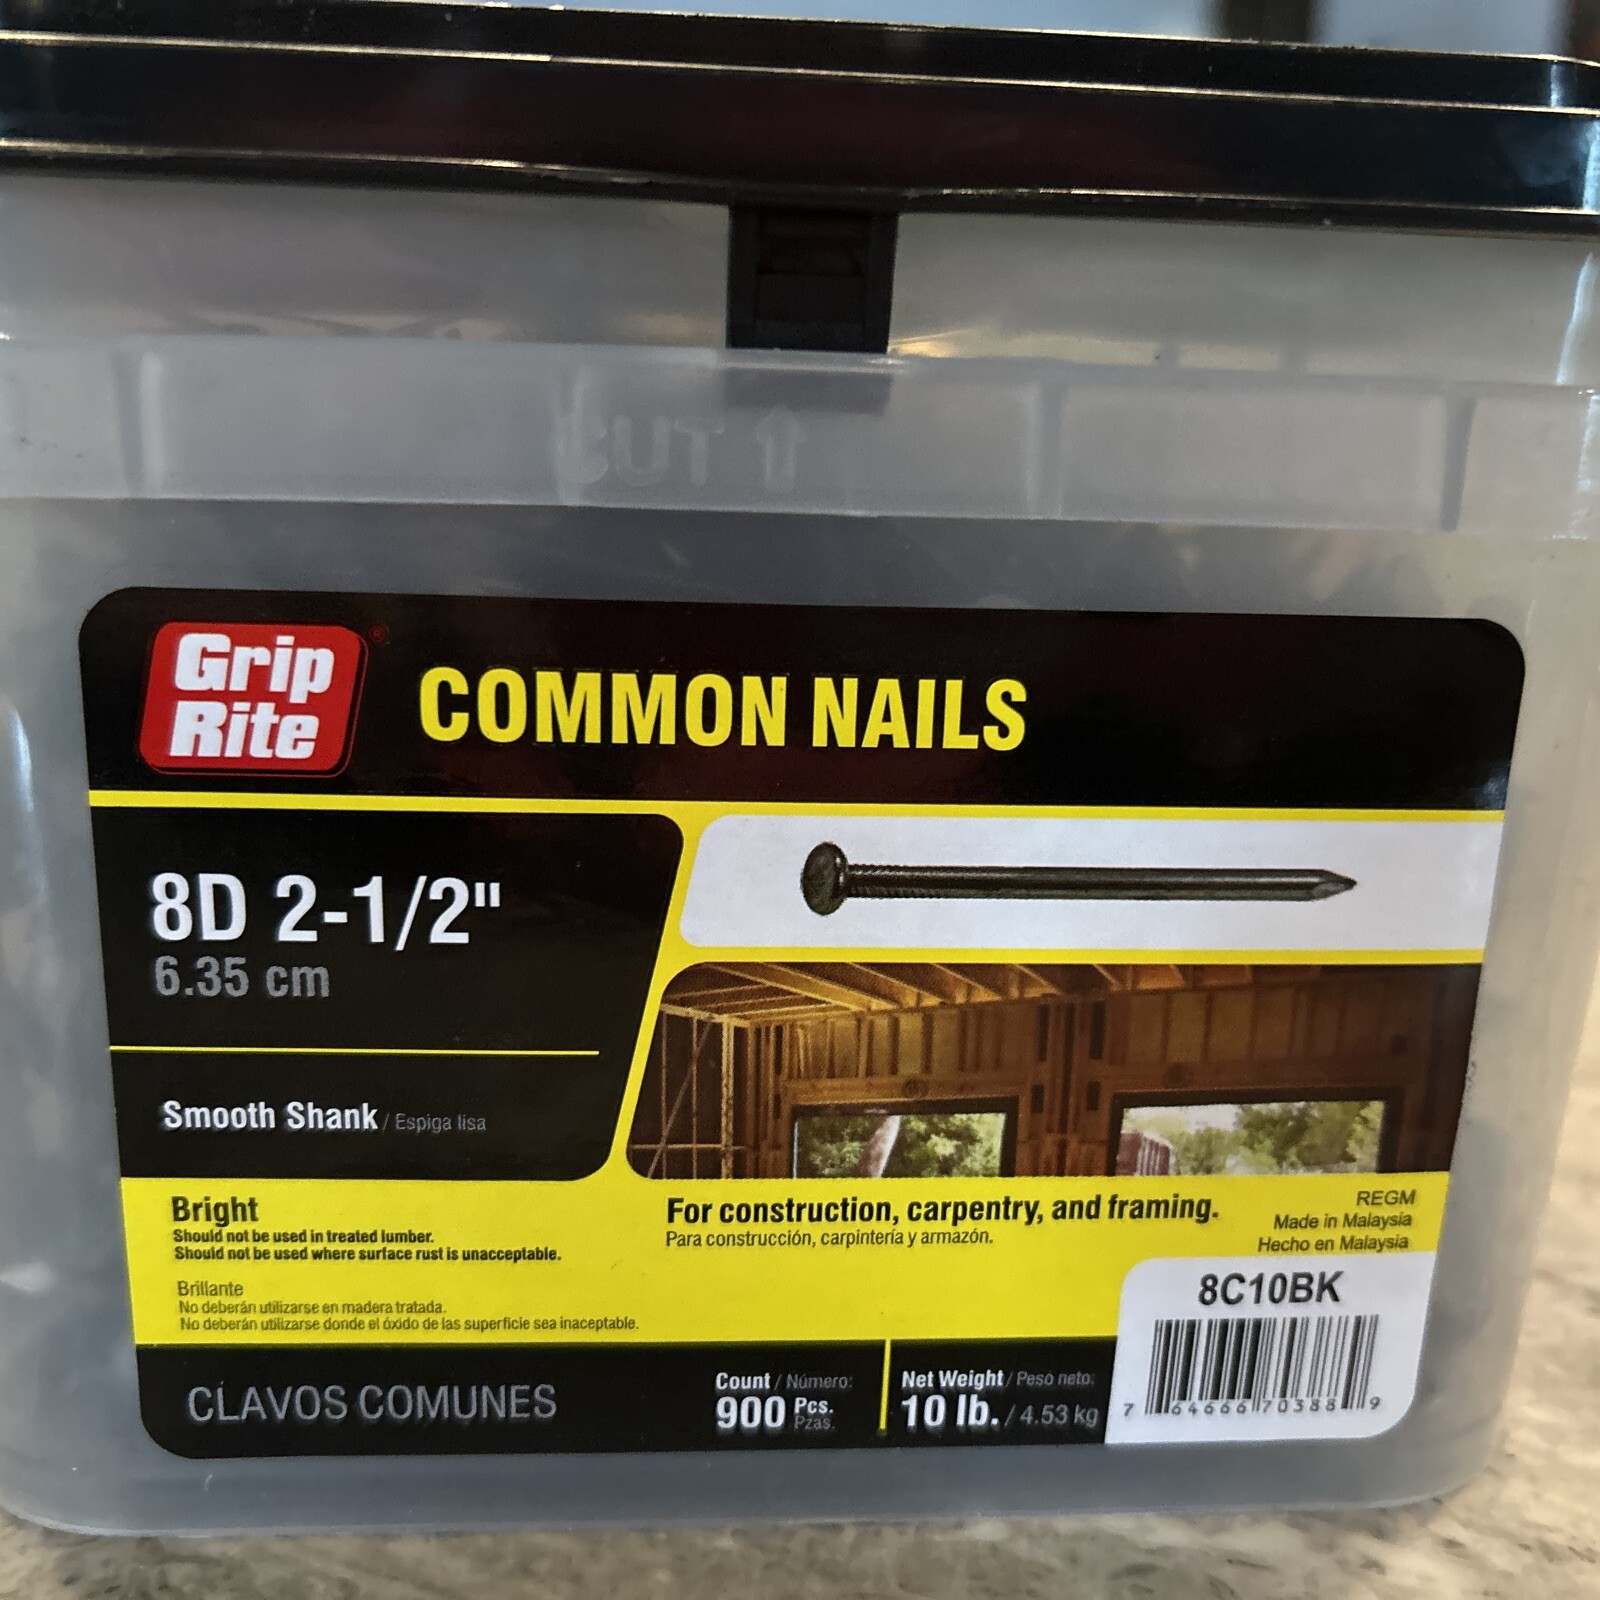 CUT ⇧
Grip
Rite®
COMMON NAILS
8D 2-1/2"
6.35 cm
Smooth Shank / Espiga lisa
Bright
Should not be used in treated lumber.
Should not be used where surface rust is unacceptable.
Brillante
No deberán utilizarse en madera tratada.
No deberán utilizarse donde el óxido de las superficie sea inaceptable.
For construction, carpentry, and framing.
Para construcción, carpintería y armazón.
REGM
Made in Malaysia
Hecho en Malaysia
8C10BK
7 64666 70388 9
CLAVOS COMUNES
Count / Número:
900 Pcs.
Pzas.
Net Weight / Peso neto:
10 lb. / 4.53 kg